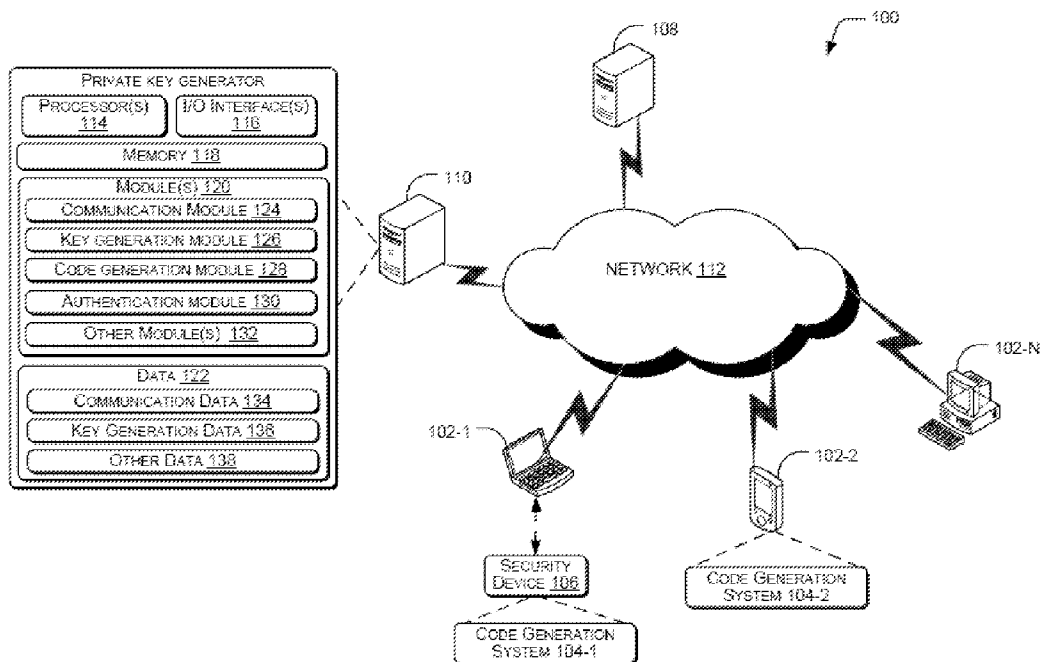 100
108
PRIVATE KEY GENERATOR
PROCESSOR(S)
114
I/O INTERFACE(S)
116
MEMORY 118
MODULE(S) 120
COMMUNICATION MODULE 124
KEY GENERATION MODULE 126
CODE GENERATION MODULE 128
AUTHENTICATION MODULE 130
OTHER MODULE(S) 132
DATA 122
COMMUNICATION DATA 134
KEY GENERATION DATA 136
OTHER DATA 138
110
NETWORK 112
102-N
102-1
102-2
SECURITY
DEVICE 106
CODE GENERATION
SYSTEM 104-1
CODE GENERATION
SYSTEM 104-2